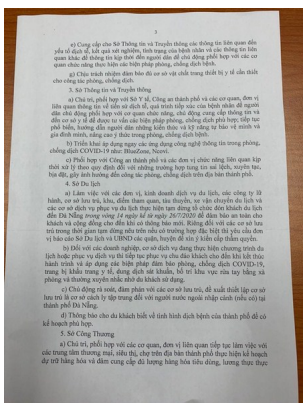 3
e) Cung cấp cho Sở Thông tin và Truyền thông các thông tin liên quan đến
yếu tố dịch tễ, kết quả xét nghiệm, tình trạng của bệnh nhân và các thông tin
liên quan khác để thông tin kịp thời đến người dân để chủ động phối hợp với các cơ
quan chức năng thực hiện các biện pháp phòng, chống dịch bệnh.
g) Chịu trách nhiệm đảm bảo đủ cơ sở vật chất trang thiết bị y tế cần thiết
cho công tác phòng, chống dịch.
3. Sở Thông tin và Truyền thông
a) Chủ trì, phối hợp với Sở Y tế, Công an thành phố và các cơ quan, đơn vị
liên quan thông tin về tiền sử dịch tễ, quá trình tiếp xúc của bệnh nhân để người
dân chủ động phối hợp với cơ quan chức năng, chủ động cung cấp thông tin và
đến cơ sở y tế để được tư vấn các biện pháp phòng, chống dịch phù hợp; tiếp tục
phổ biến, hướng dẫn người dân những kiến thức và kỹ năng tự bảo vệ mình và
gia đình mình, nâng cao ý thức trong phòng, chống dịch bệnh.
b) Triển khai áp dụng ngay các ứng dụng công nghệ thông tin trong phòng,
chống dịch COVID-19 như: BlueZone, Ncovi.
c) Phối hợp với Công an thành phố và các đơn vị chức năng liên quan kịp
thời xử lý theo quy định đối với những trường hợp tung tin sai lệch, xuyên tạc,
bịa đặt, gây ảnh hưởng đến công tác phòng, chống dịch trên địa bàn thành phố.
4. Sở Du lịch
a) Làm việc với các đơn vị, kinh doanh dịch vụ du lịch, các công ty lữ
hành, cơ sở lưu trú, khu, điểm tham quan, tàu thuyền, xe vận chuyển du lịch và
các cơ sở dịch vụ phục vụ du lịch thực hiện tạm dừng tổ chức đón khách du lịch
đến Đà Nẵng trong vòng 14 ngày kể từ ngày 26/7/2020 để đảm bảo an toàn cho
khách và cộng đồng cho đến khi có thông báo mới. Riêng đối với các cơ sở lưu
trú trong thời gian tạm dừng nêu trên nếu có trường hợp đặc biệt thì yêu cầu đơn
vị báo cáo Sở Du lịch và UBND các quận, huyện để xin ý kiến cấp thẩm quyền.
b) Đối với các doanh nghiệp, cơ sở dịch vụ đang thực hiện chương trình du
lịch hoặc phục vụ dịch vụ thì tiếp tục phục vụ chu đáo khách cho đến khi kết thúc
hành trình và áp dụng các biện pháp đảm bảo phòng, chống dịch COVID-19,
trang bị khẩu trang y tế, dung dịch sát khuẩn, bố trí khu vực rửa tay bằng xà
phòng và thường xuyên nhắc nhở du khách sử dụng.
c) Chủ động rà soát, đàm phán với các cơ sở lưu trú, đề xuất thiết lập cơ sở
lưu trú là cơ sở cách ly tập trung đối với người nước ngoài nhập cảnh (nếu có) tại
thành phố Đà Nẵng.
d) Thông báo cho du khách biết về tình hình dịch bệnh của thành phố để có
kế hoạch phù hợp.
5. Sở Công Thương
a) Chủ trì, phối hợp với các cơ quan, đơn vị liên quan tiếp tục làm việc với
các trung tâm thương mại, siêu thị, chợ trên địa bàn thành phố thực hiện kế hoạch
dự trữ hàng hóa và đảm cung cấp đủ lượng hàng hóa tiêu dùng, lương thực thực